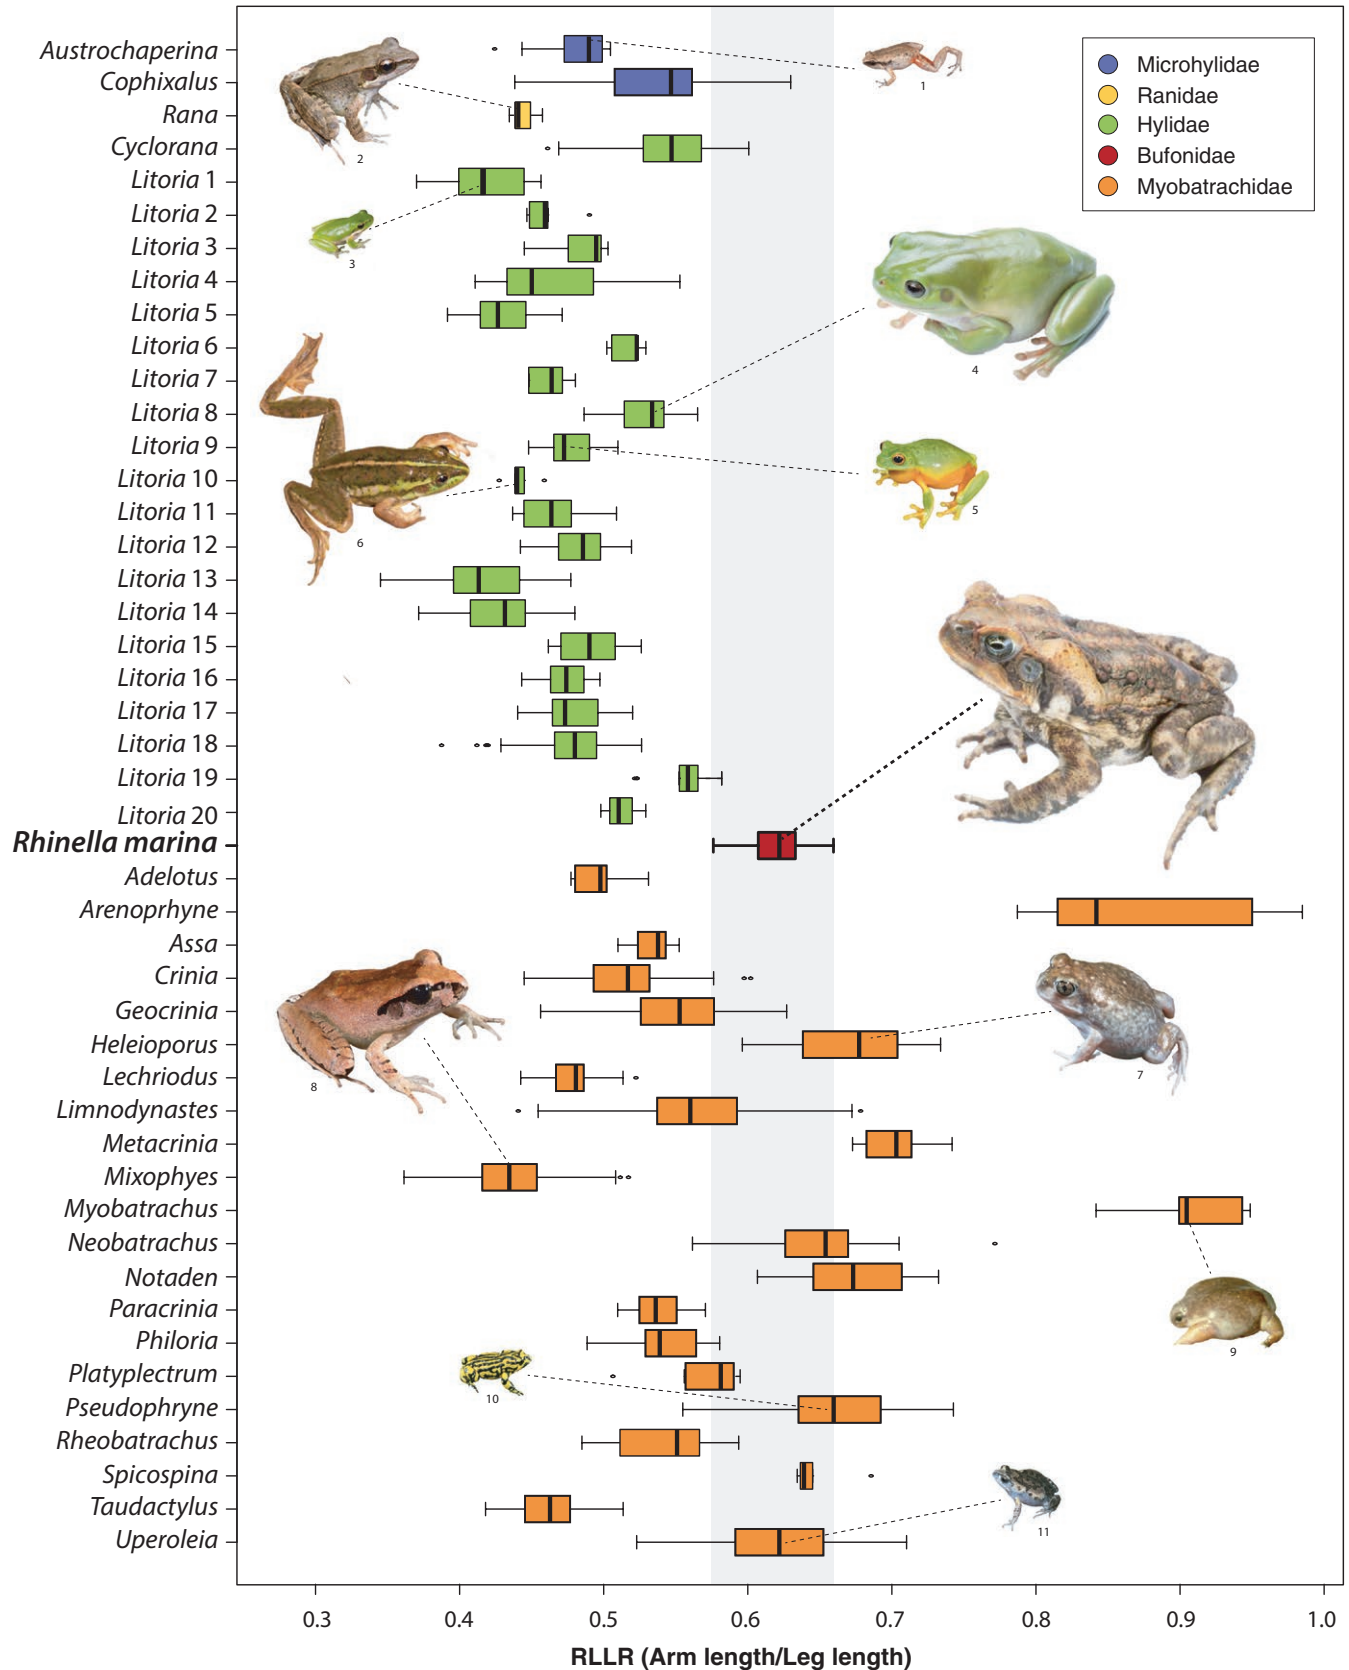 Austrochaperina
Cophixalus
Rana
Cyclorana
Litoria 1
Litoria 2
Litoria 3
Litoria 4
Litoria 5
Litoria 6
Litoria 7
Litoria 8
Litoria 9
Litoria 10
Litoria 11
Litoria 12
Litoria 13
Litoria 14
Litoria 15
Litoria 16
Litoria 17
Litoria 18
Litoria 19
Litoria 20
Rhinella marina
Adelotus
Arenoprhyne
Assa
Crinia
Geocrinia
Heleioporus
Lechriodus
Limnodynastes
Metacrinia
Mixophyes
Myobatrachus
Neobatrachus
Notaden
Paracrinia
Philoria
Platyplectrum
Pseudophryne
Rheobatrachus
Spicospina
Taudactylus
Uperoleia
Microhylidae
Ranidae
Hylidae
Bufonidae
Myobatrachidae
1
2
3
4
5
6
7
8
9
10
11
0.3 0.4 0.5 0.6 0.7 0.8 0.9 1.0
RLLR (Arm length/Leg length)